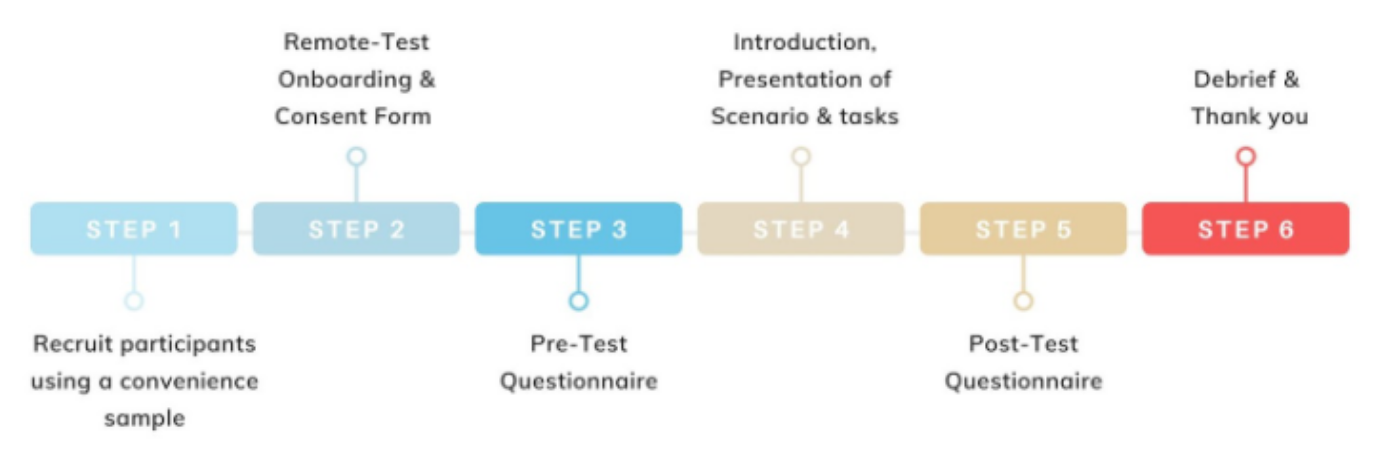 Remote-Test
Onboarding &
Consent Form
Introduction,
Presentation of
Scenario & tasks
Debrief &
Thank you
STEP 1
STEP 2
STEP 3
STEP 4
STEP 5
STEP 6
Recruit participants
using a convenience
sample
Pre-Test
Questionnaire
Post-Test
Questionnaire